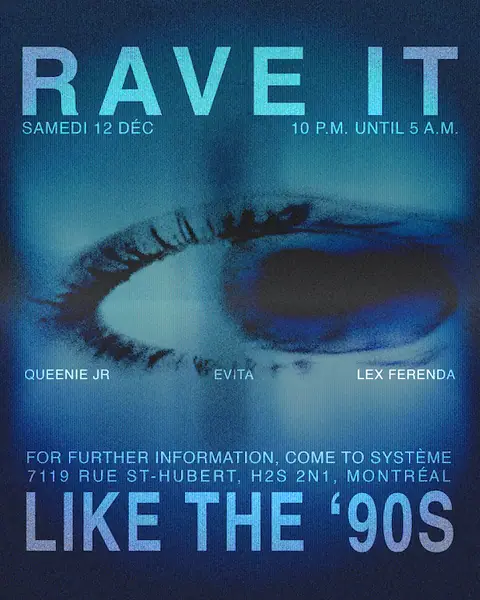 RAVE IT
SAMEDI 12 DÉC 10 P.M. UNTIL 5 A.M.
QUEENIE JR EVITA LEX FERENDA
FOR FURTHER INFORMATION, COME TO SYSTÈME
7119 RUE ST-HUBERT, H2S 2N1, MONTRÉAL
LIKE THE ‘90S